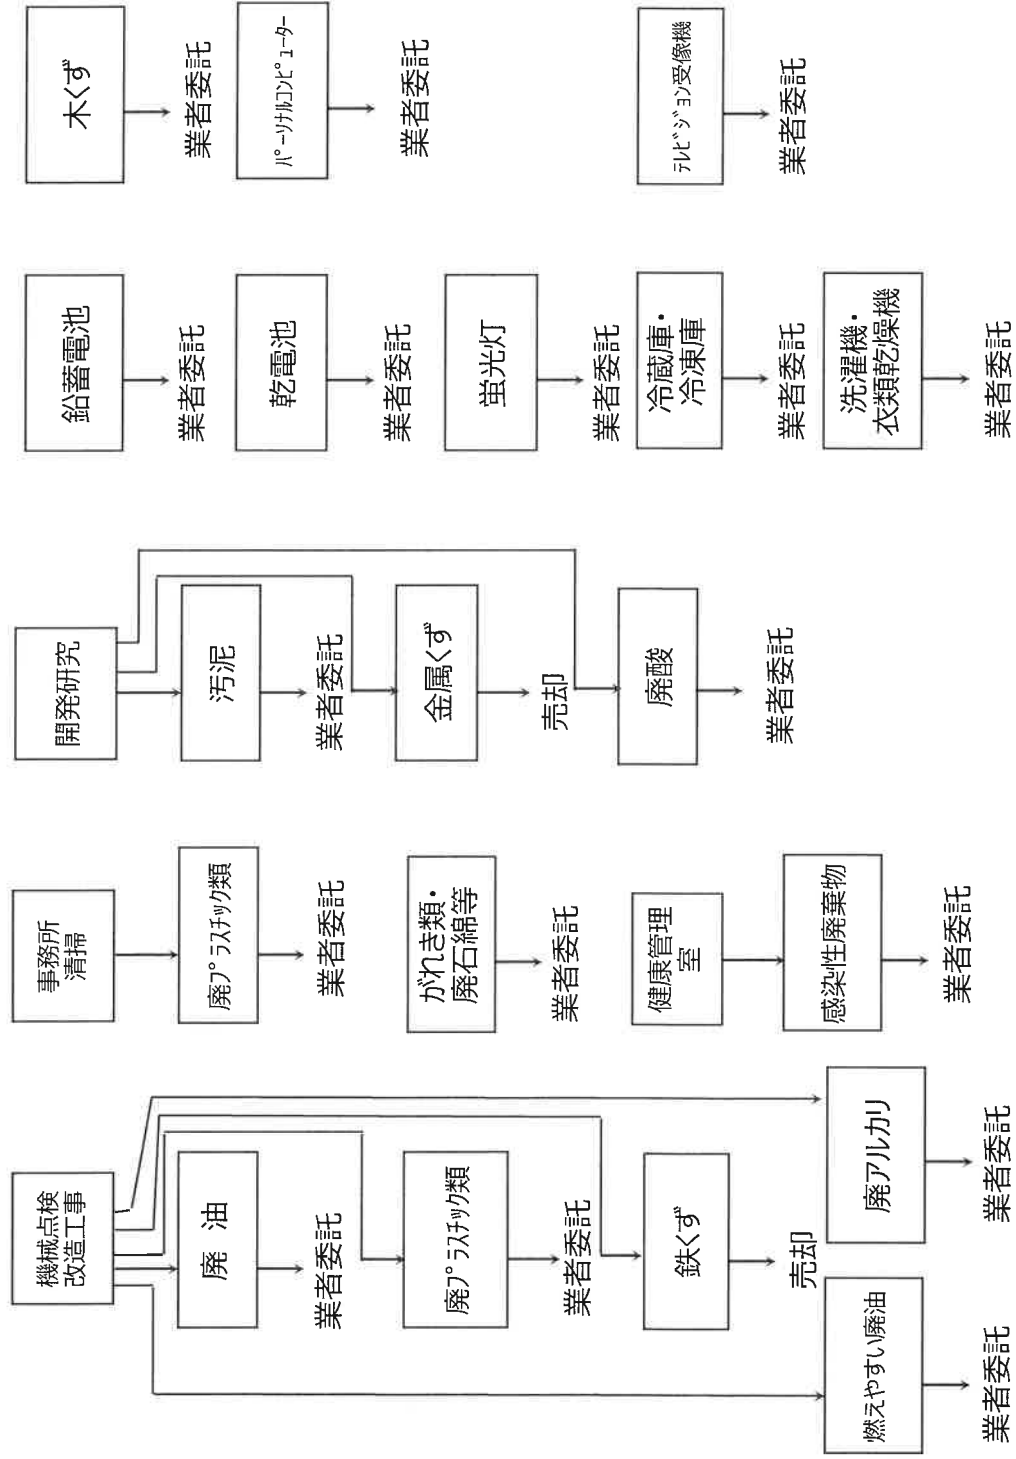 機械点検
改造工事
廃 油
業者委託
廃ﾌﾟﾗｽﾁｯｸ類
業者委託
鉄くず
売却
燃えやすい廃油
業者委託
廃アルカリ
業者委託
事務所
清掃
廃ﾌﾟﾗｽﾁｯｸ類
業者委託
がれき類・
廃石綿等
業者委託
健康管理
室
感染性廃棄物
業者委託
開発研究
汚泥
業者委託
金属くず
売却
廃酸
業者委託
鉛蓄電池
業者委託
乾電池
業者委託
蛍光灯
業者委託
冷蔵庫・
冷凍庫
業者委託
洗濯機・
衣類乾燥機
業者委託
木くず
業者委託
ﾊﾟｰｿﾅﾙｺﾝﾋﾟｭｰﾀｰ
業者委託
ﾃﾚﾋﾞｼﾞｮﾝ受像機
業者委託